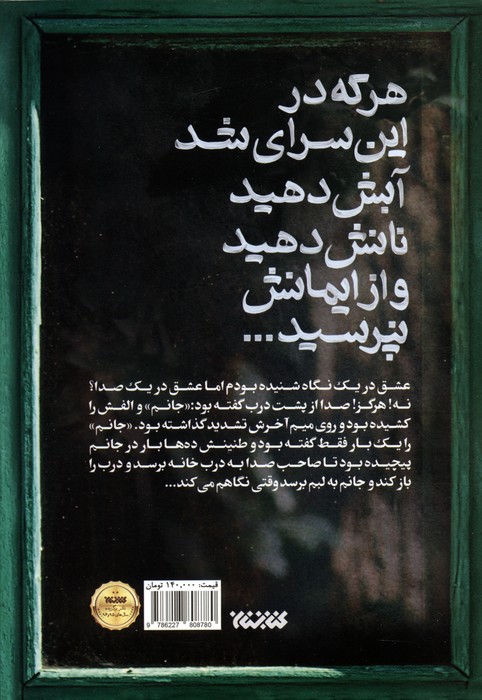 هرکه در
این سرای شد
آبش دهید
نانش دهید
و از ایمانش
نپرسید...
عشق در یک نگاه شنیده بودم اما عشق در یک صدا؟
نه! هرگز! صدا از پشت درب گفته بود: «جانم» و الفش را
کشیده بود و روی میم آخرش تشدید گذاشته بود. «جانم»
را یک بار فقط گفته بود و طنینش ده‌ها بار در جانم
پیچیده بود تا صاحب صدا به درب خانه برسد و درب را
باز کند و جانم به لبم برسد وقتی نگاهم می‌کند...
قیمت: ۱۴۰,۰۰۰ تومان
9 786227 808780
کتابستان